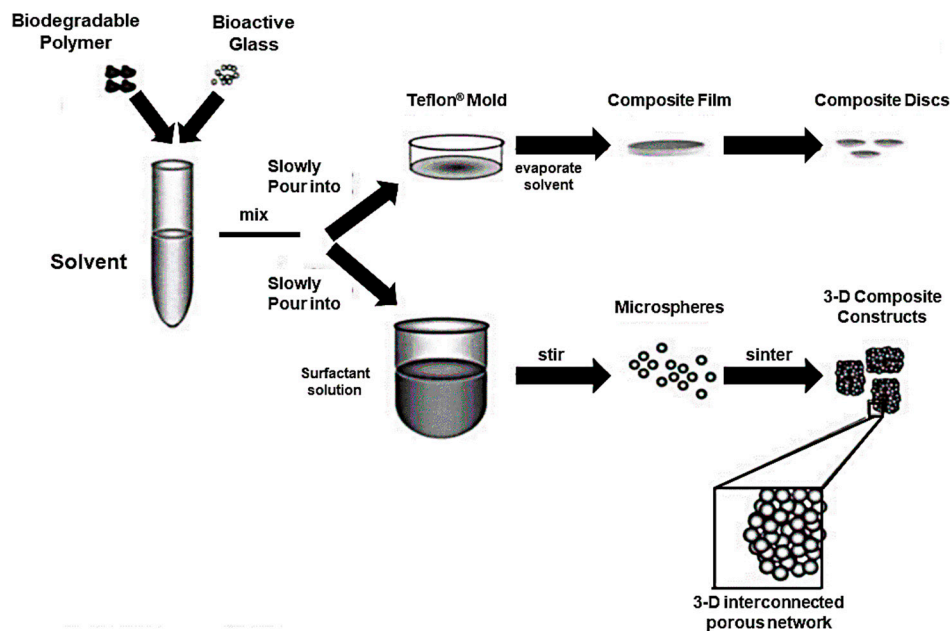 Biodegradable
Polymer
Bioactive
Glass
Solvent
mix
Slowly
Pour into
Teflon® Mold
evaporate
solvent
Composite Film
Composite Discs
Slowly
Pour into
Surfactant
solution
stir
Microspheres
sinter
3-D Composite
Constructs
3-D interconnected
porous network